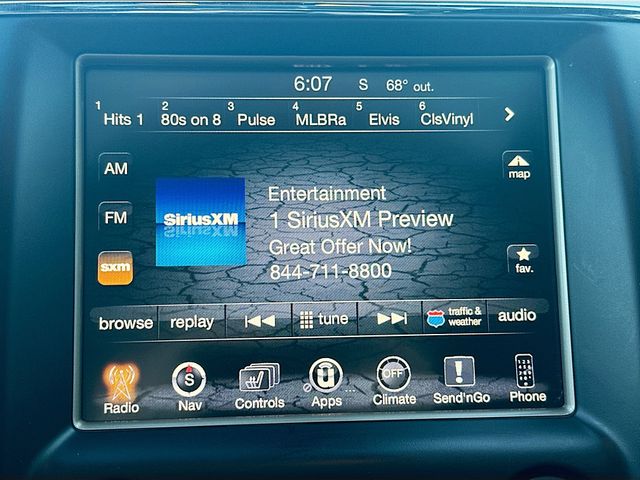 6:07 S 68° out.
1 Hits 1 2 80s on 8 3 Pulse 4 MLBRa 5 Elvis 6 ClsVinyl
AM
FM
sxm
SiriusXM
Entertainment
1 SiriusXM Preview
Great Offer Now!
844-711-8800
map
fav.
browse replay tune traffic & weather audio
S OFF
Radio Nav Controls Apps Climate Send'nGo Phone